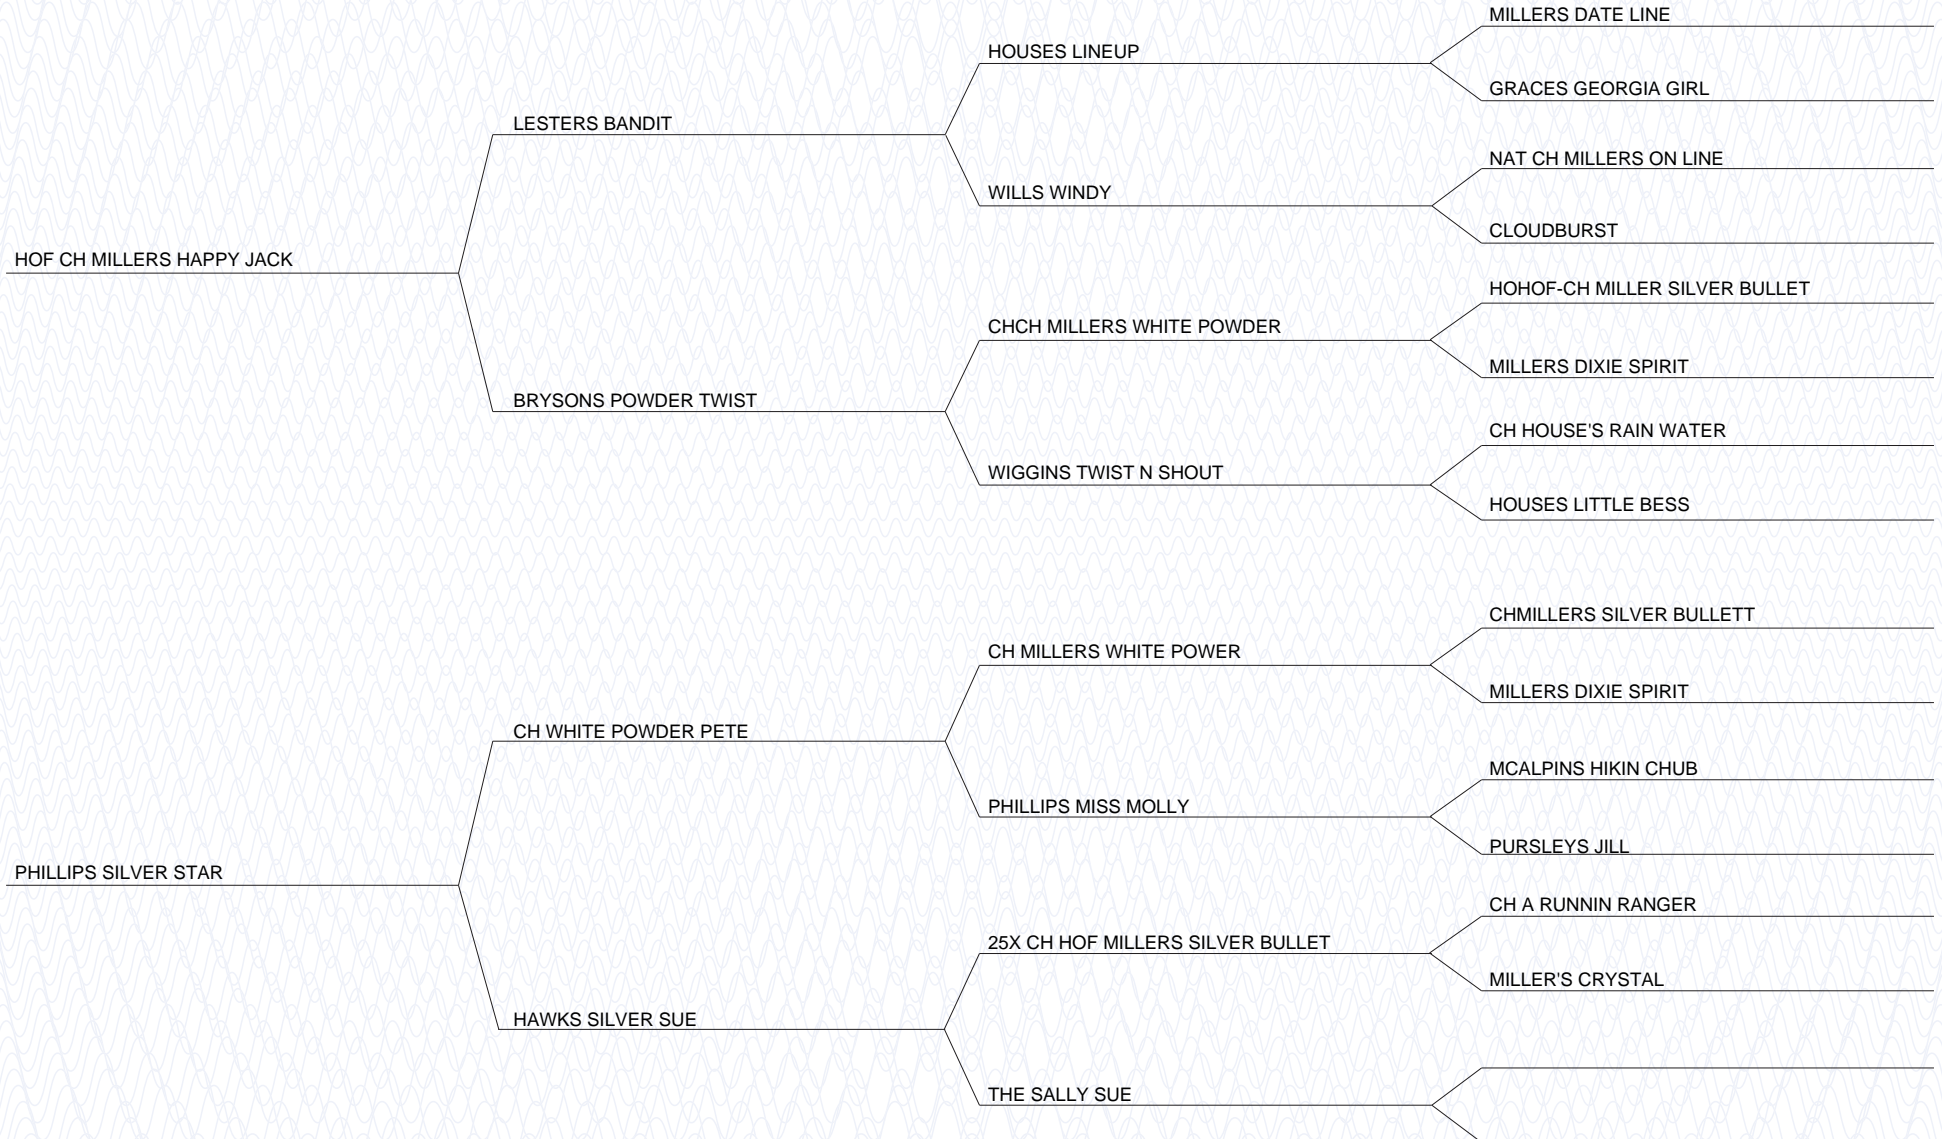 MILLERS DATE LINE
HOUSES LINEUP
GRACES GEORGIA GIRL
LESTERS BANDIT
NAT CH MILLERS ON LINE
WILLS WINDY
CLOUDBURST
HOF CH MILLERS HAPPY JACK
HOHOF-CH MILLER SILVER BULLET
CHCH MILLERS WHITE POWDER
MILLERS DIXIE SPIRIT
BRYSONS POWDER TWIST
CH HOUSE'S RAIN WATER
WIGGINS TWIST N SHOUT
HOUSES LITTLE BESS
CHMILLERS SILVER BULLETT
CH MILLERS WHITE POWER
MILLERS DIXIE SPIRIT
CH WHITE POWDER PETE
MCALPINS HIKIN CHUB
PHILLIPS MISS MOLLY
PURSLEYS JILL
PHILLIPS SILVER STAR
CH A RUNNIN RANGER
25X CH HOF MILLERS SILVER BULLET
MILLER'S CRYSTAL
HAWKS SILVER SUE
THE SALLY SUE